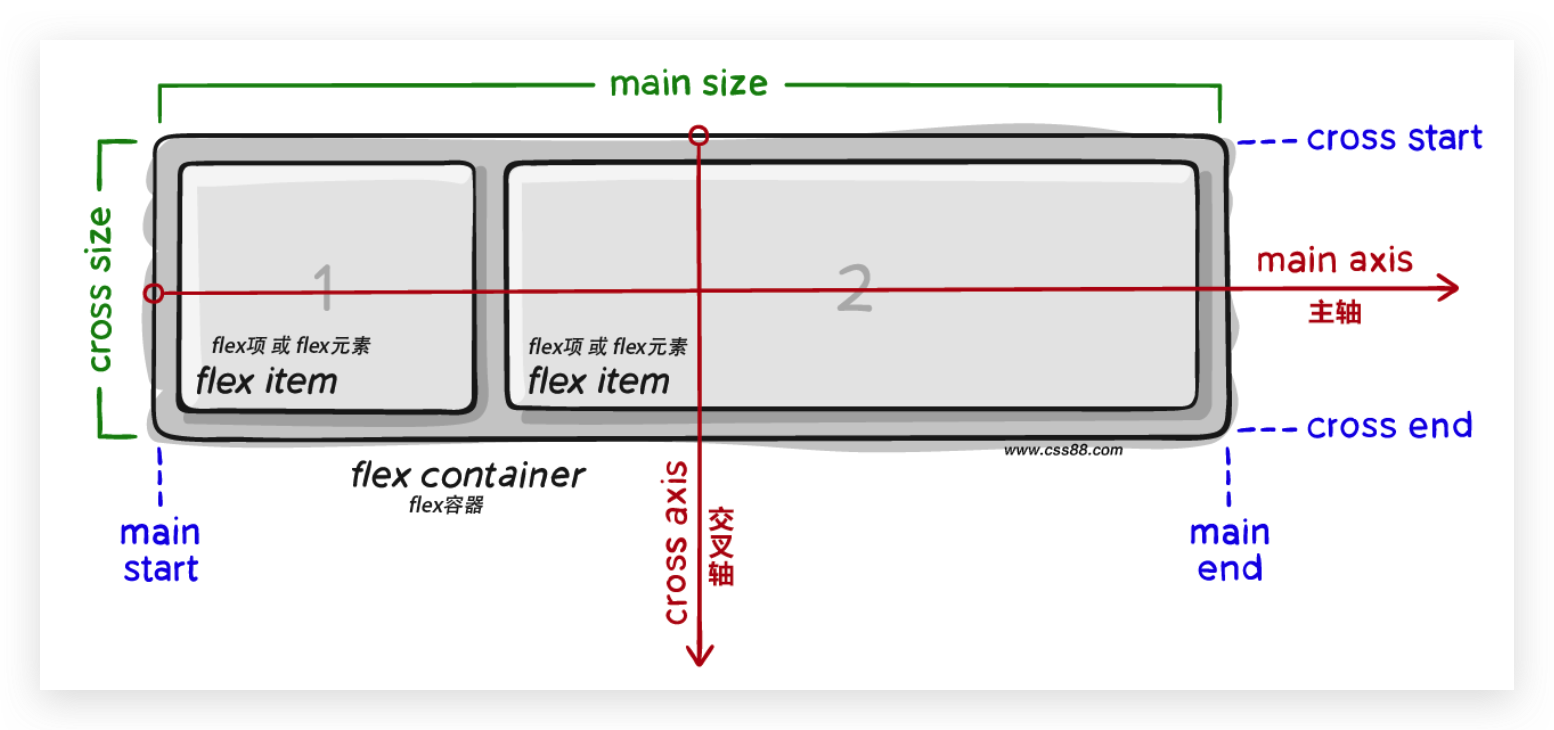 main size
cross start
cross size
main axis
主轴
1
2
flex项 或 flex元素
flex item
flex项 或 flex元素
flex item
cross end
www.css88.com
flex container
flex容器
cross axis
交叉轴
main
start
main
end